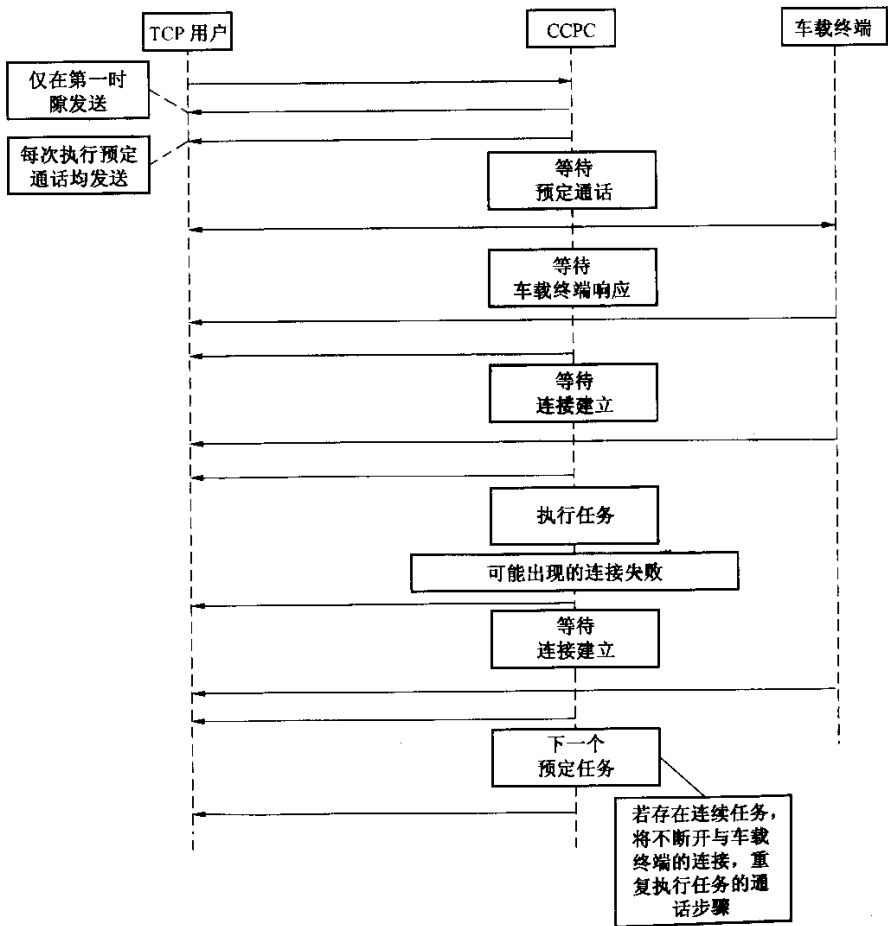 TCP 用户
CCPC
车载终端
仅在第一时
隙发送
每次执行预定
通话均发送
等待
预定通话
等待
车载终端响应
等待
连接建立
执行任务
可能出现的连接失败
等待
连接建立
下一个
预定任务
若存在连续任务，
将不断开与车载
终端的连接，重
复执行任务的通
话步骤